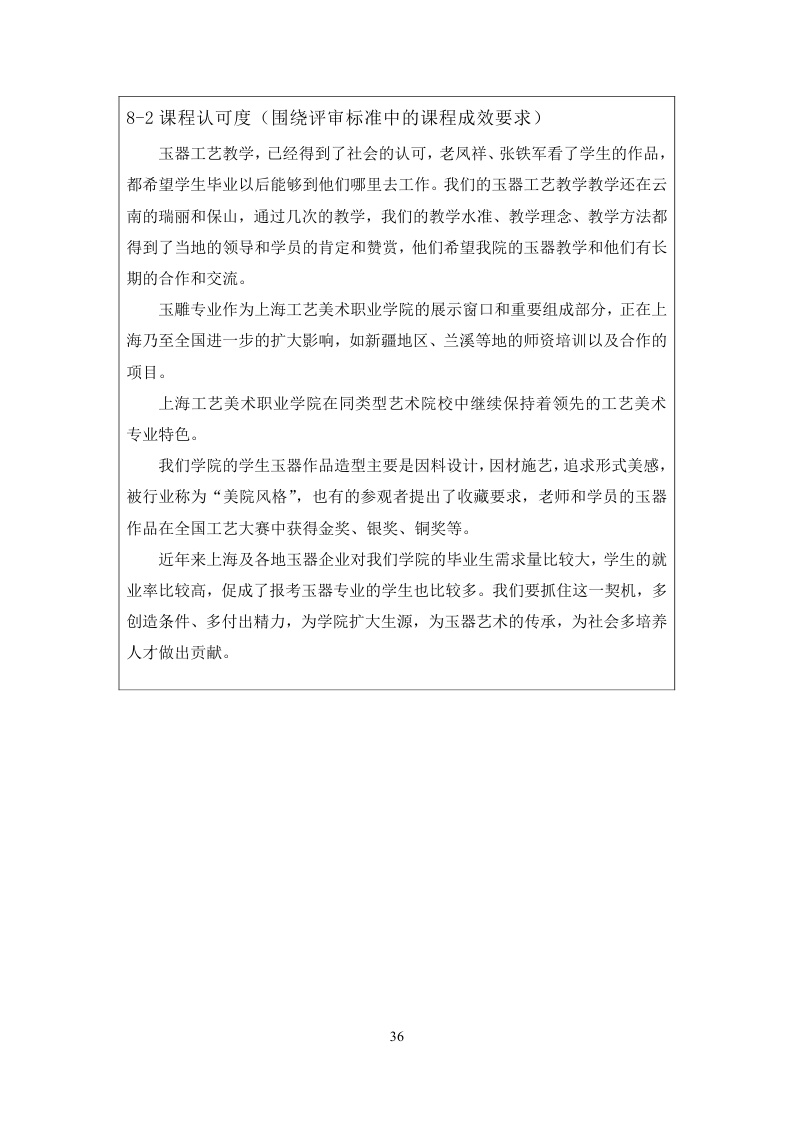 8-2 课程认可度（围绕评审标准中的课程成效要求）
玉器工艺教学，已经得到了社会的认可，老凤祥、张铁军看了学生的作品，
都希望学生毕业以后能够到他们哪里去工作。我们的玉器工艺教学教学还在云
南的瑞丽和保山，通过几次的教学，我们的教学水准、教学理念、教学方法都
得到了当地的领导和学员的肯定和赞赏，他们希望我院的玉器教学和他们有长
期的合作和交流。
玉雕专业作为上海工艺美术职业学院的展示窗口和重要组成部分，正在上
海乃至全国进一步的扩大影响，如新疆地区、兰溪等地的师资培训以及合作的
项目。
上海工艺美术职业学院在同类型艺术院校中继续保持着领先的工艺美术
专业特色。
我们学院的学生玉器作品造型主要是因料设计，因材施艺，追求形式美感，
被行业称为“美院风格”，也有的参观者提出了收藏要求，老师和学员的玉器
作品在全国工艺大赛中获得金奖、银奖、铜奖等。
近年来上海及各地玉器企业对我们学院的毕业生需求量比较大，学生的就
业率比较高，促成了报考玉器专业的学生也比较多。我们要抓住这一契机，多
创造条件、多付出精力，为学院扩大生源，为玉器艺术的传承，为社会多培养
人才做出贡献。
36